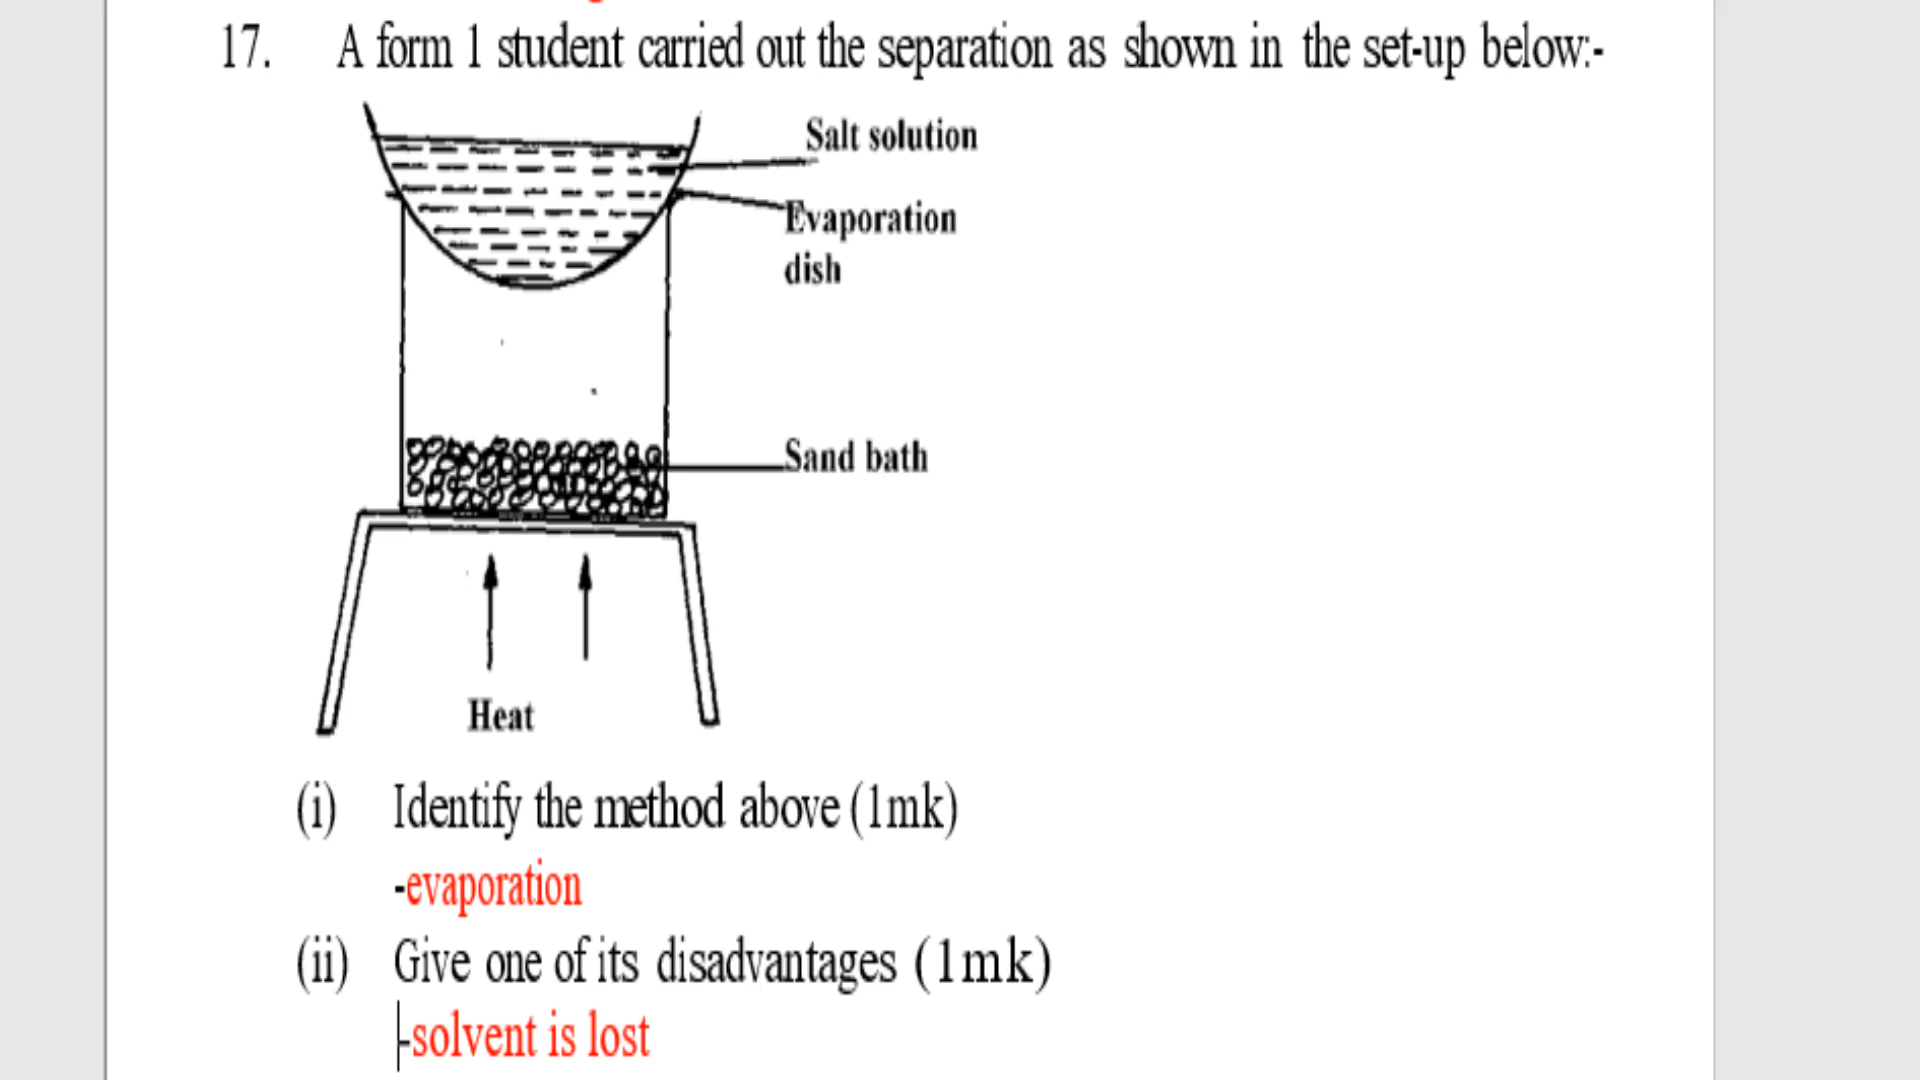 17. A form 1 student carried out the separation as shown in the set-up below:-
Salt solution
Evaporation
dish
Sand bath
Heat
(i) Identify the method above (1mk)
-evaporation
(ii) Give one of its disadvantages (1mk)
-solvent is lost